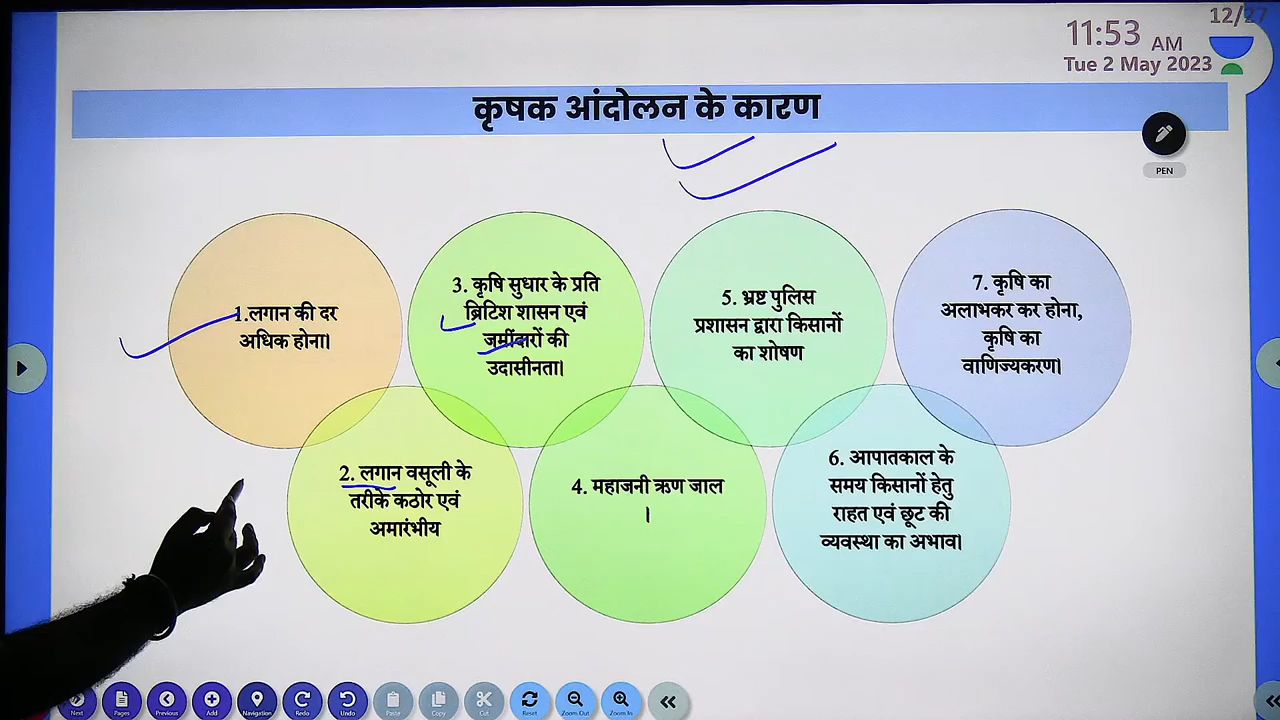 12/27
11:53 AM
Tue 2 May 2023
कृषक आंदोलन के कारण
PEN
1.लगान की दर
अधिक होना।
3. कृषि सुधार के प्रति
ब्रिटिश शासन एवं
जमींदारों की
उदासीनता।
5. भ्रष्ट पुलिस
प्रशासन द्वारा किसानों
का शोषण
7. कृषि का
अलाभकर कर होना,
कृषि का
वाणिज्यकरण।
2. लगान वसूली के
तरीके कठोर एवं
अमारंभीय
4. महाजनी ऋण जाल
।
6. आपातकाल के
समय किसानों हेतु
राहत एवं छूट की
व्यवस्था का अभाव।
Next Pages Previous Add Navigation Redo Undo Paste Copy Cut Reset Zoom Out Zoom In